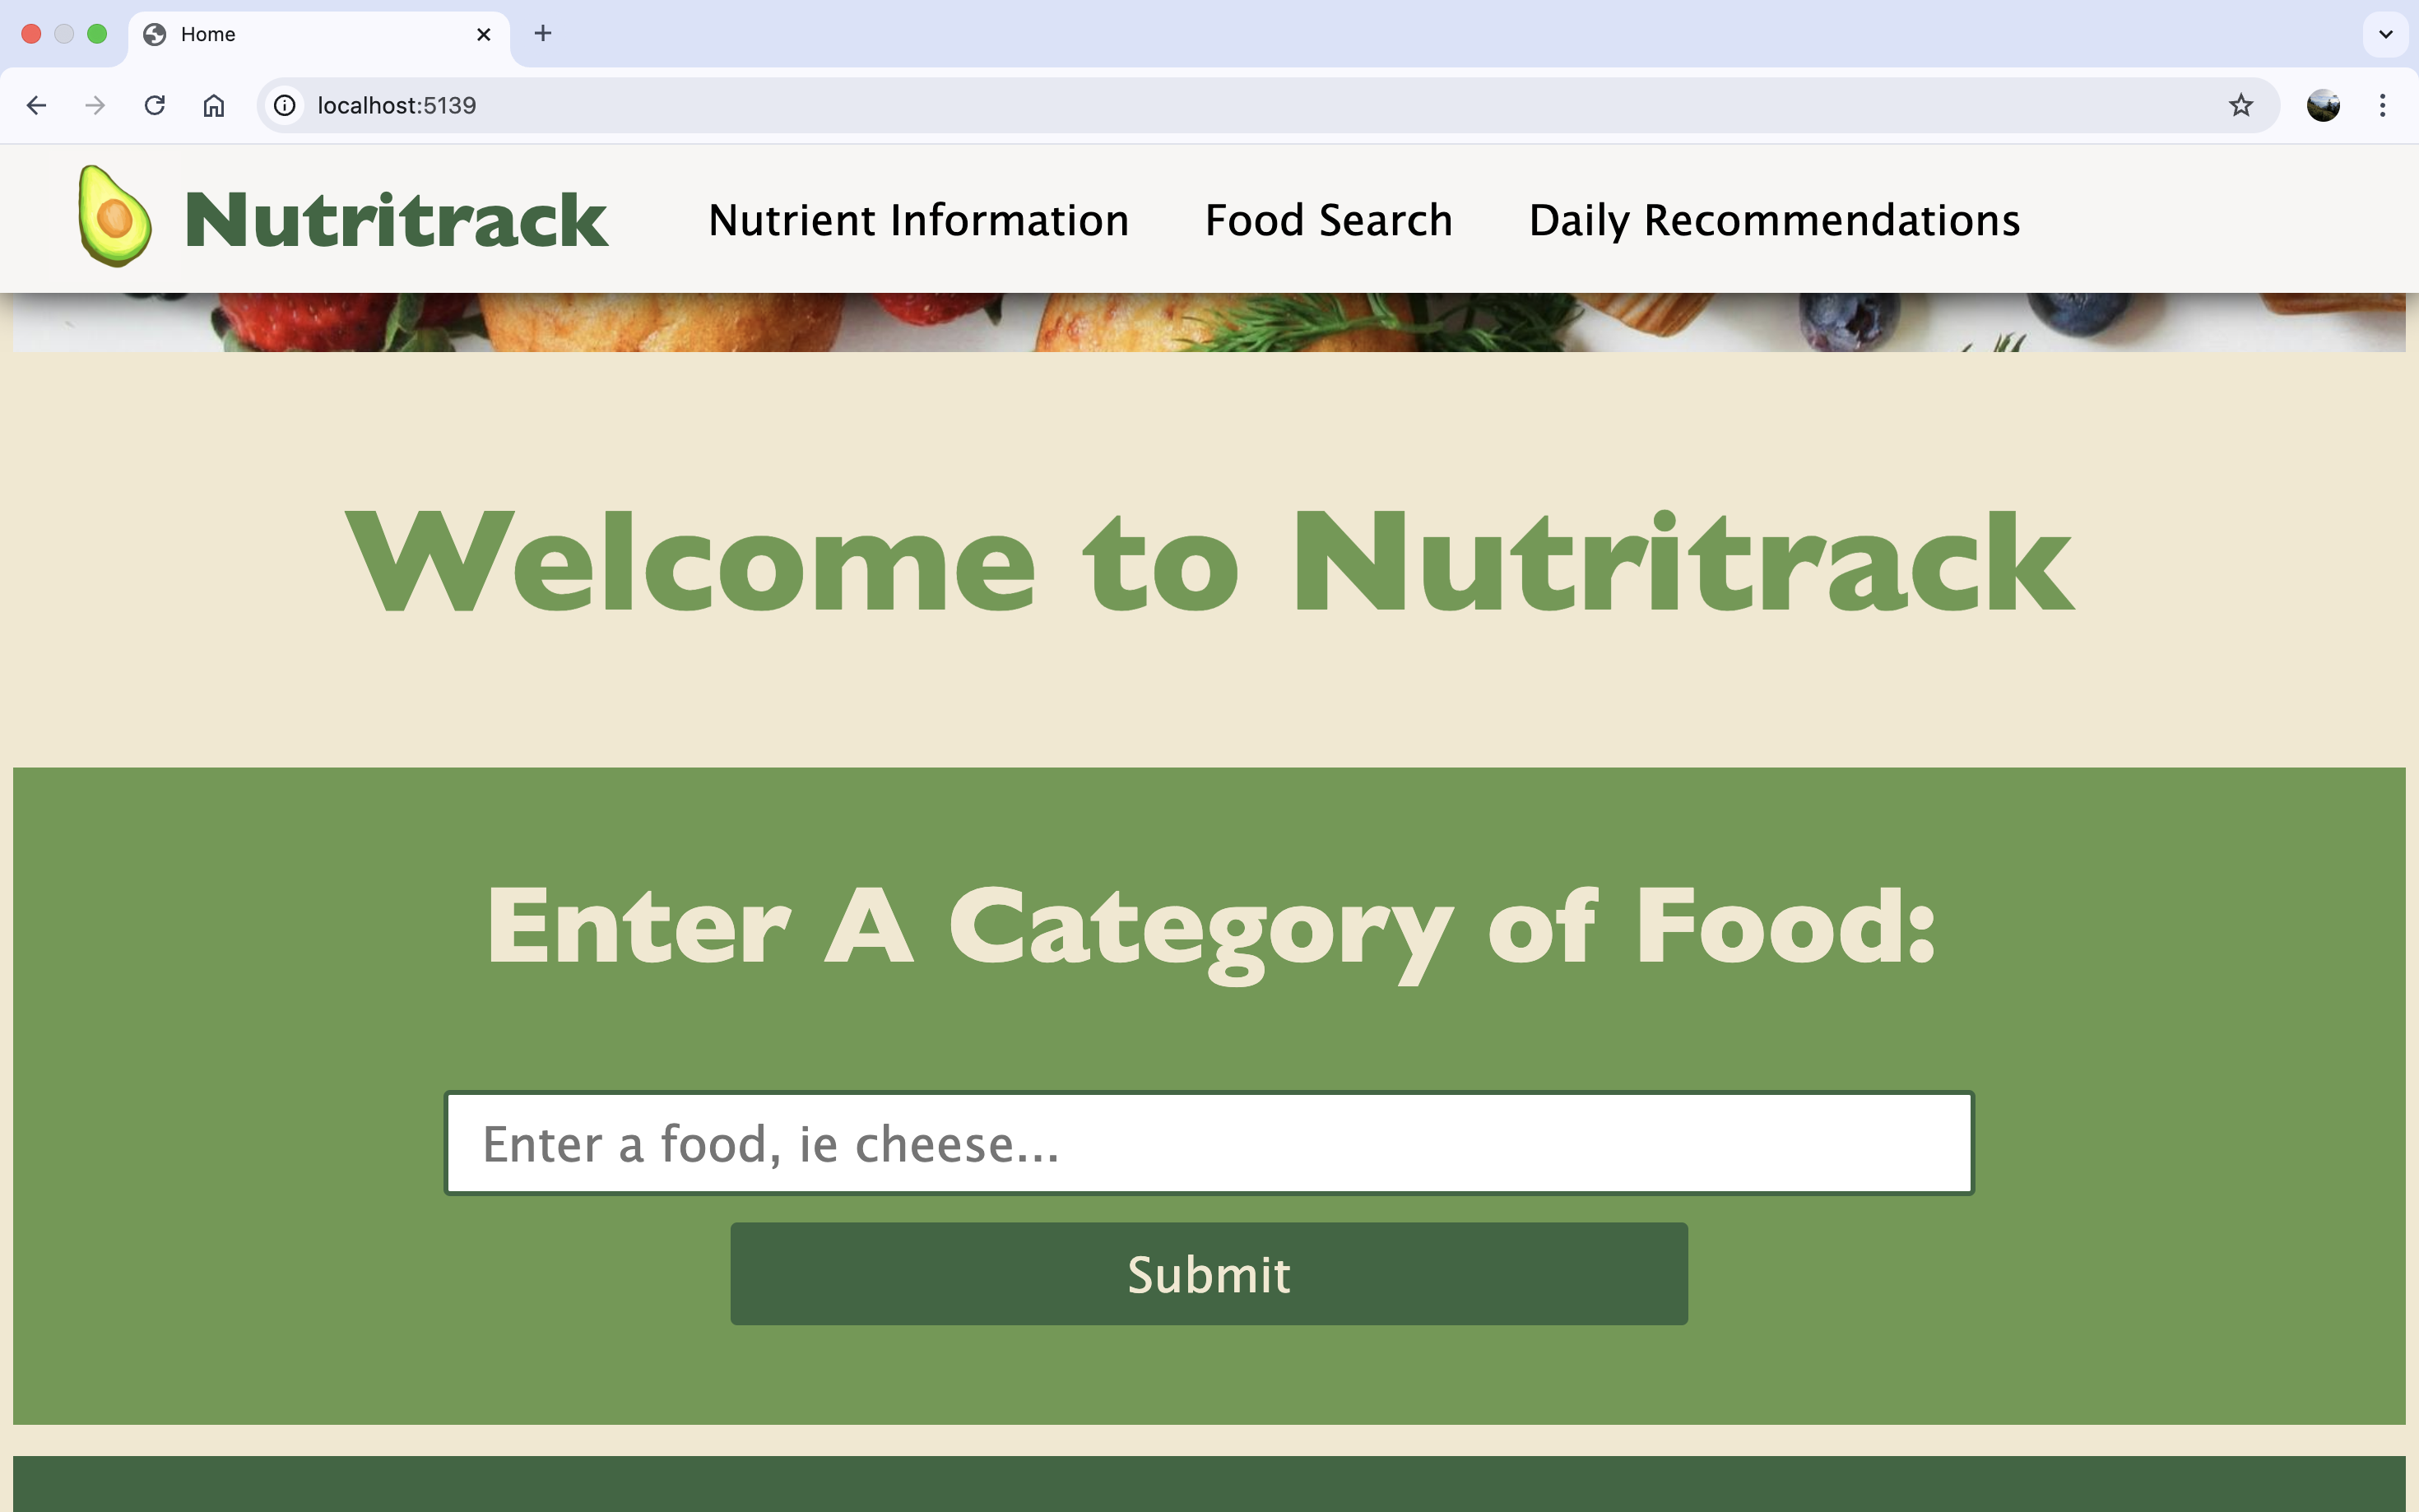 Home
localhost:5139
Nutritrack Nutrient Information Food Search Daily Recommendations
Welcome to Nutritrack
Enter A Category of Food:
Enter a food, ie cheese...
Submit